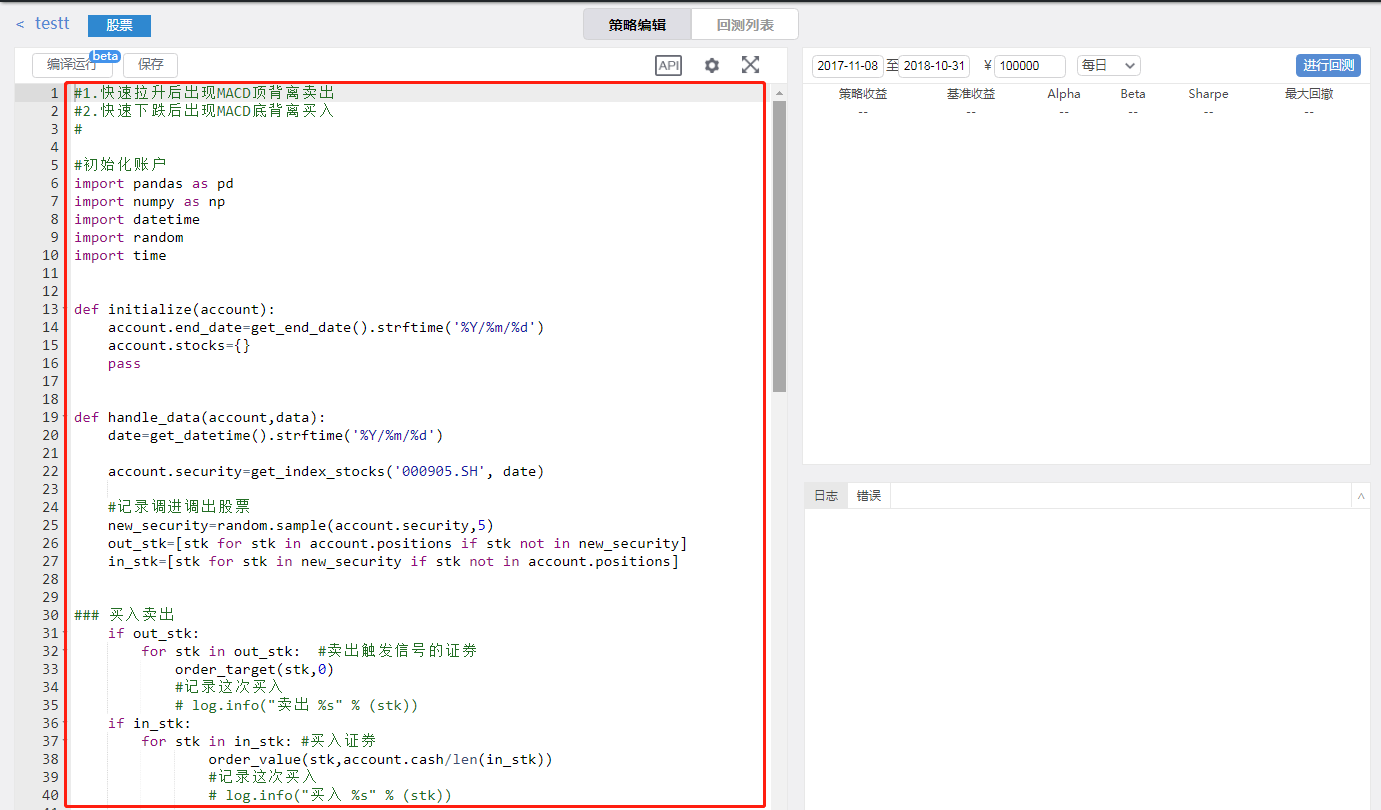 < testt 股票 策略编辑 回测列表
编译运行 beta 保存 API
1 #1.快速拉升后出现MACD顶背离卖出
2 #2.快速下跌后出现MACD底背离买入
3 #
4
5 #初始化账户
6 import pandas as pd
7 import numpy as np
8 import datetime
9 import random
10 import time
11
12
13 def initialize(account):
14 account.end_date=get_end_date().strftime('%Y/%m/%d')
15 account.stocks={}
16 pass
17
18
19 def handle_data(account,data):
20 date=get_datetime().strftime('%Y/%m/%d')
21
22 account.security=get_index_stocks('000905.SH', date)
23
24 #记录调进调出股票
25 new_security=random.sample(account.security,5)
26 out_stk=[stk for stk in account.positions if stk not in new_security]
27 in_stk=[stk for stk in new_security if stk not in account.positions]
28
29
30 ### 买入卖出
31 if out_stk:
32 for stk in out_stk: #卖出触发信号的证券
33 order_target(stk,0)
34 #记录这次买入
35 # log.info("卖出 %s" % (stk))
36 if in_stk:
37 for stk in in_stk: #买入证券
38 order_value(stk,account.cash/len(in_stk))
39 #记录这次买入
40 # log.info("买入 %s" % (stk))
2017-11-08 至 2018-10-31 ¥ 100000 每日 进行回测
策略收益 基准收益 Alpha Beta Sharpe 最大回撤
-- -- -- -- -- --
日志 错误